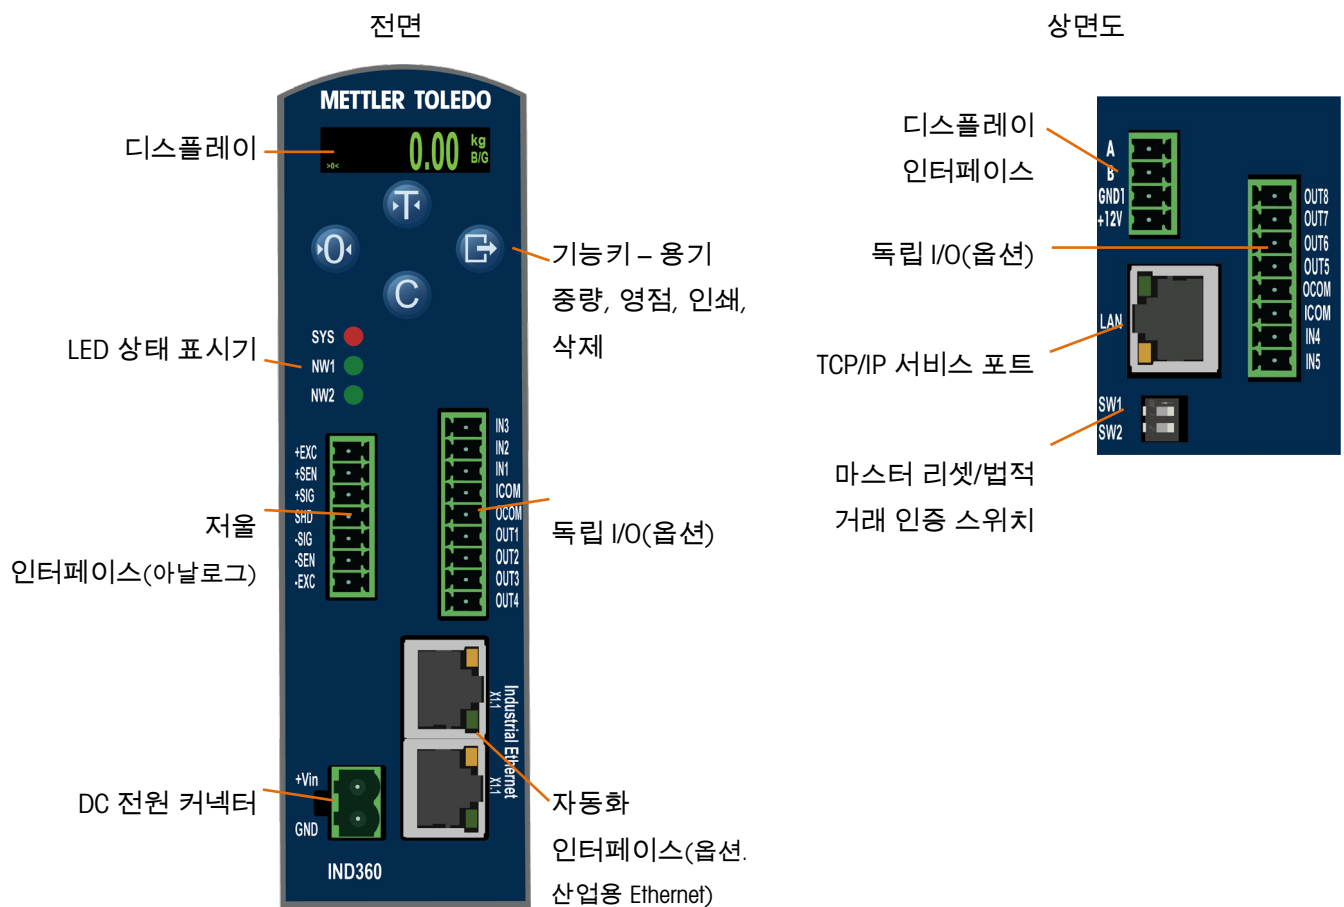 전면
METTLER TOLEDO
디스플레이
>0<
0.00
kg
B/G
T
0
C
기능키 – 용기
중량, 영점, 인쇄,
삭제
LED 상태 표시기
SYS
NW1
NW2
+EXC
+SEN
+SIG
SHD
-SIG
-SEN
-EXC
저울
인터페이스(아날로그)
IN3
IN2
IN1
ICOM
OCOM
OUT1
OUT2
OUT3
OUT4
독립 I/O(옵션)
X1.1
X1.1
Industrial Ethernet
+Vin
GND
DC 전원 커넥터
자동화
인터페이스(옵션.
산업용 Ethernet)
IND360
상면도
디스플레이
인터페이스
A
B
GND1
+12V
독립 I/O(옵션)
OUT8
OUT7
OUT6
OUT5
OCOM
ICOM
IN4
IN5
LAN
TCP/IP 서비스 포트
SW1
SW2
마스터 리셋/법적
거래 인증 스위치